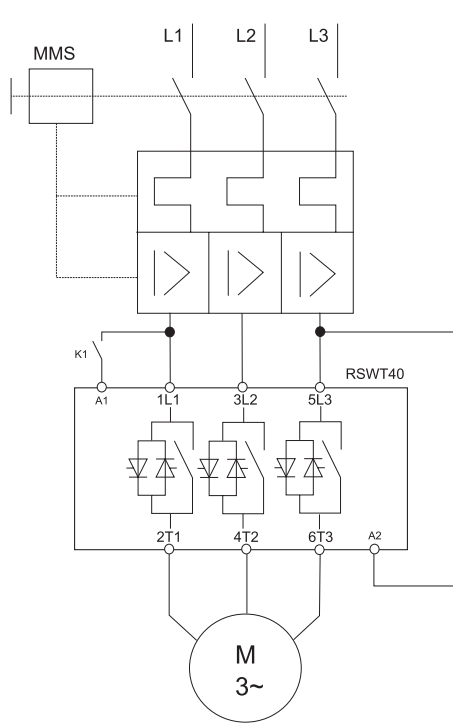 L1 L2 L3
MMS
K1
RSWT40
A1 1L1 3L2 5L3
2T1 4T2 6T3 A2
M
3~